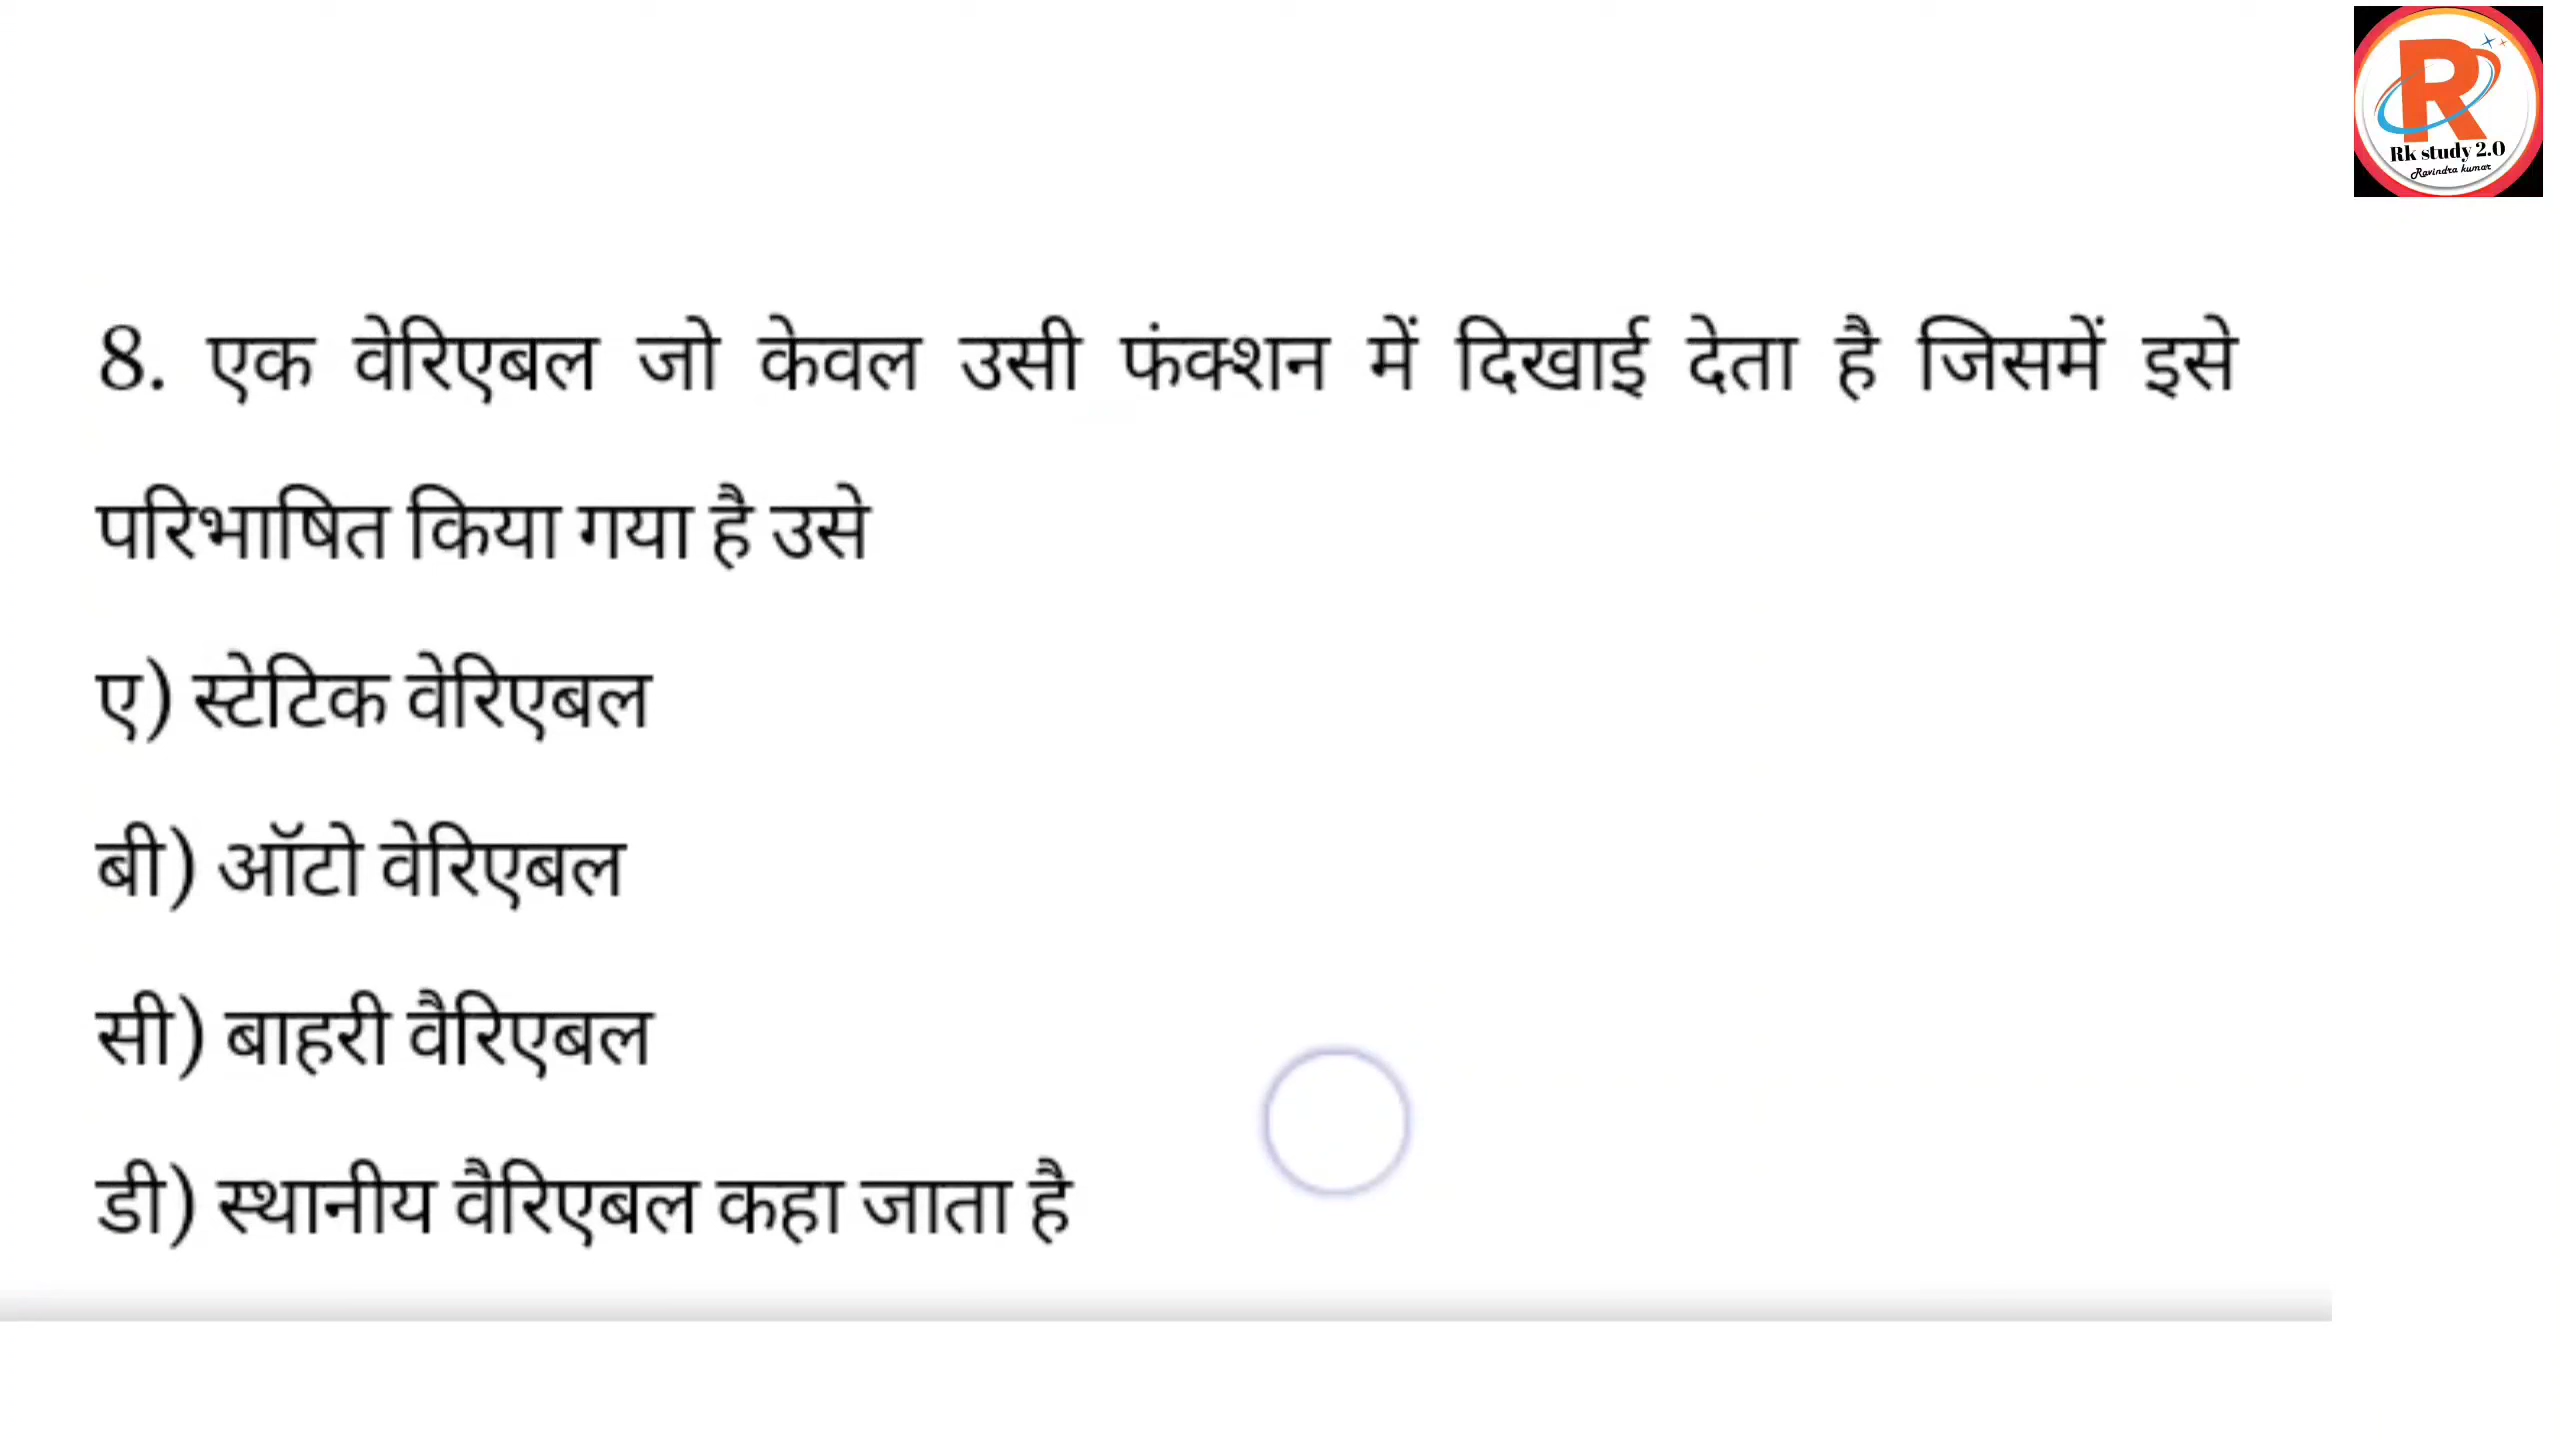 R
Rk study 2.0
Ravindra kumar
8. एक वेरिएबल जो केवल उसी फंक्शन में दिखाई देता है जिसमें इसे
परिभाषित किया गया है उसे
ए) स्टेटिक वेरिएबल
बी) ऑटो वेरिएबल
सी) बाहरी वैरिएबल
डी) स्थानीय वैरिएबल कहा जाता है